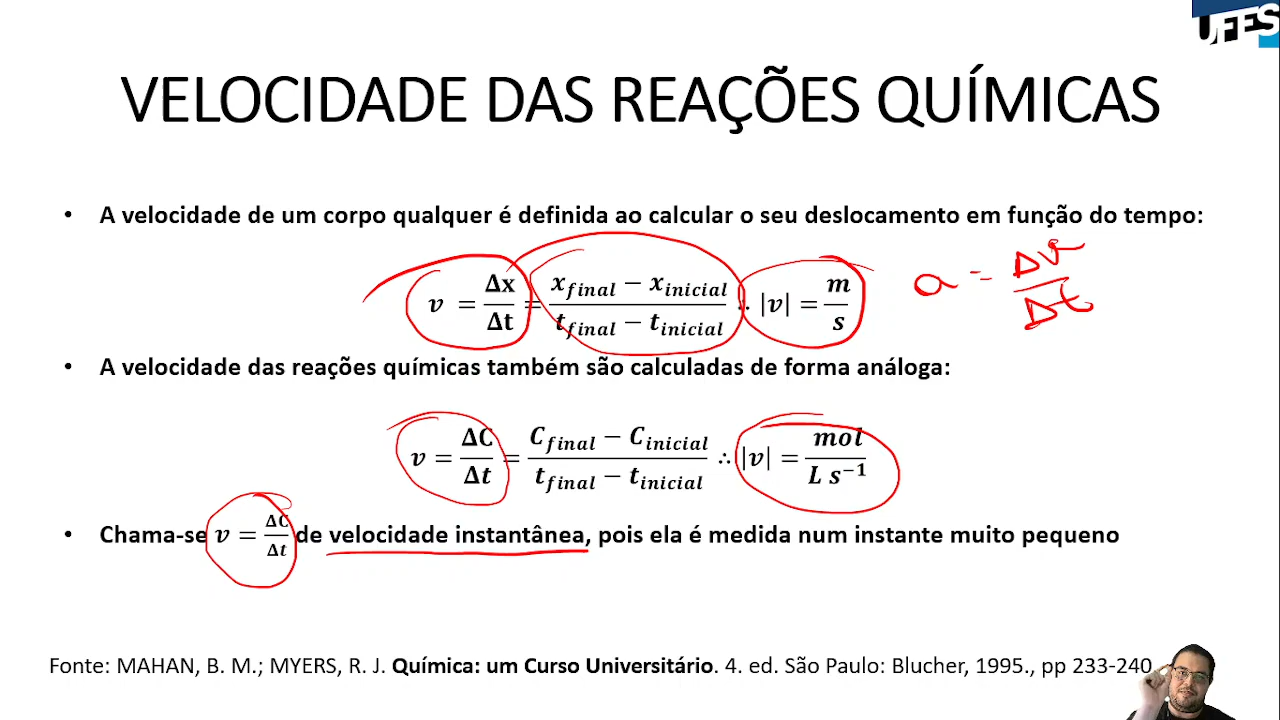 UFES
VELOCIDADE DAS REAÇÕES QUÍMICAS
• A velocidade de um corpo qualquer é definida ao calcular o seu deslocamento em função do tempo:
v = Δx/Δt = (x_final − x_inicial)/(t_final − t_inicial) ∴ |v| = m/s
a = Δv/Δt
• A velocidade das reações químicas também são calculadas de forma análoga:
v = ΔC/Δt = (C_final − C_inicial)/(t_final − t_inicial) ∴ |v| = mol/(L s⁻¹)
• Chama-se v = ΔC/Δt de velocidade instantânea, pois ela é medida num instante muito pequeno
Fonte: MAHAN, B. M.; MYERS, R. J. Química: um Curso Universitário. 4. ed. São Paulo: Blucher, 1995., pp 233-240